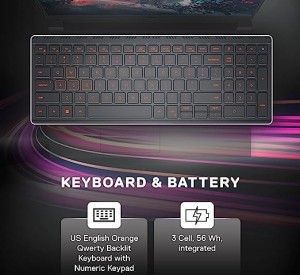 KEYBOARD & BATTERY
US English Orange
Qwerty Backlit
Keyboard with
Numeric Keypad
3 Cell, 56 Wh,
integrated